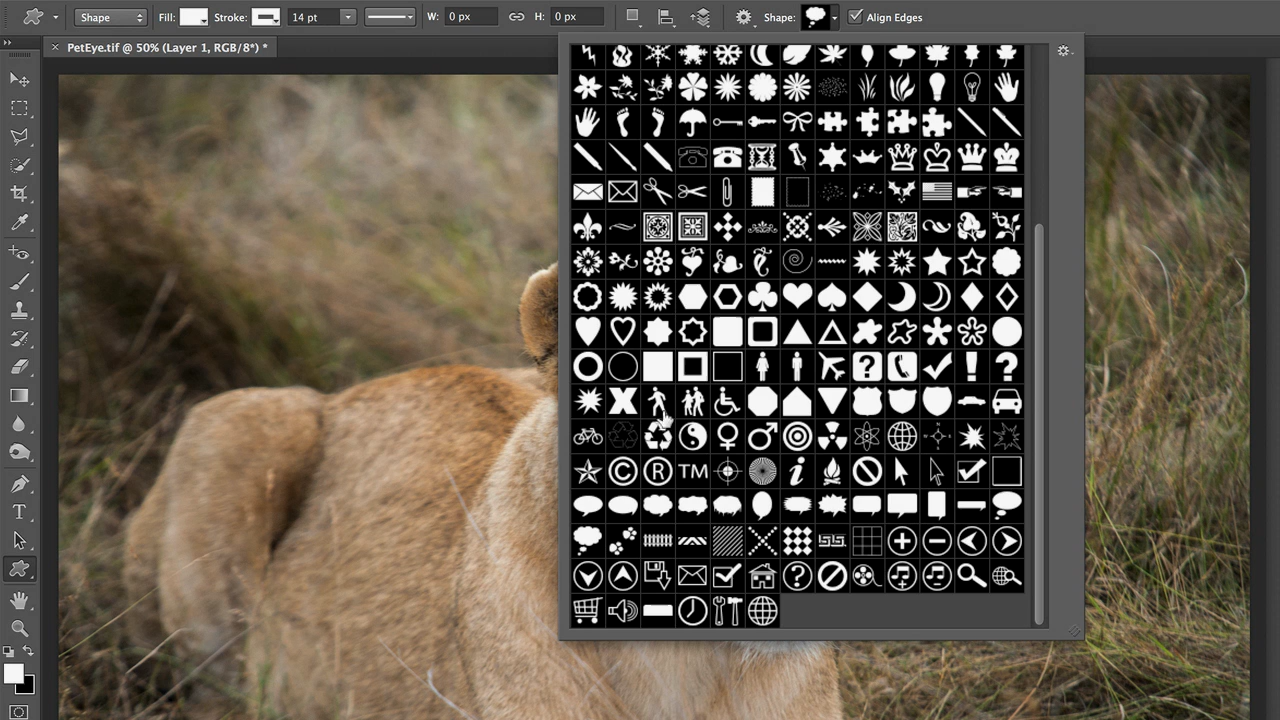 Shape Fill: Stroke: 14 pt W: 0 px H: 0 px Shape: Align Edges
PetEye.tif @ 50% (Layer 1, RGB/8*) *
T
© ® TM i